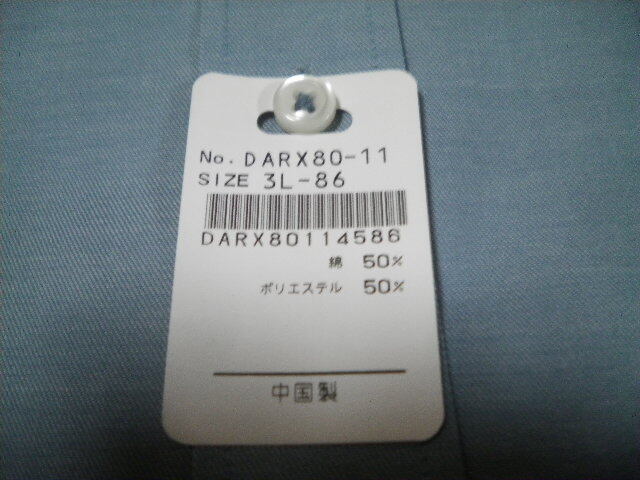 No. DARX80-11
SIZE 3L-86
DARX80114586
綿 50%
ポリエステル 50%
中国製